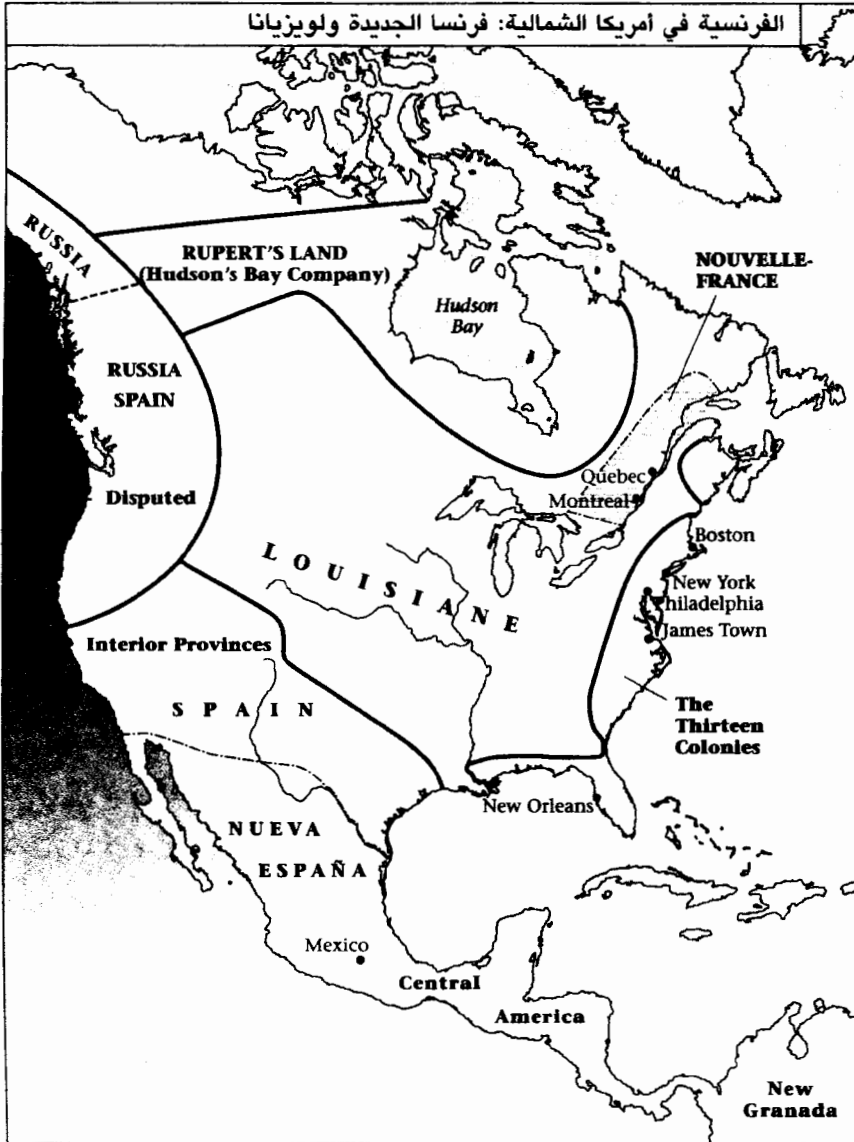 الفرنسية في أمريكا الشمالية: فرنسا الجديدة ولويزيانا
RUSSIA
RUPERT'S LAND
(Hudson's Bay Company)
NOUVELLE-
FRANCE
Hudson
Bay
RUSSIA
SPAIN
Disputed
Québec
Montreal
Boston
LOUISIANE
New York
Philadelphia
James Town
Interior Provinces
SPAIN
The
Thirteen
Colonies
New Orleans
NUEVA
ESPAÑA
Mexico
Central
America
New
Granada